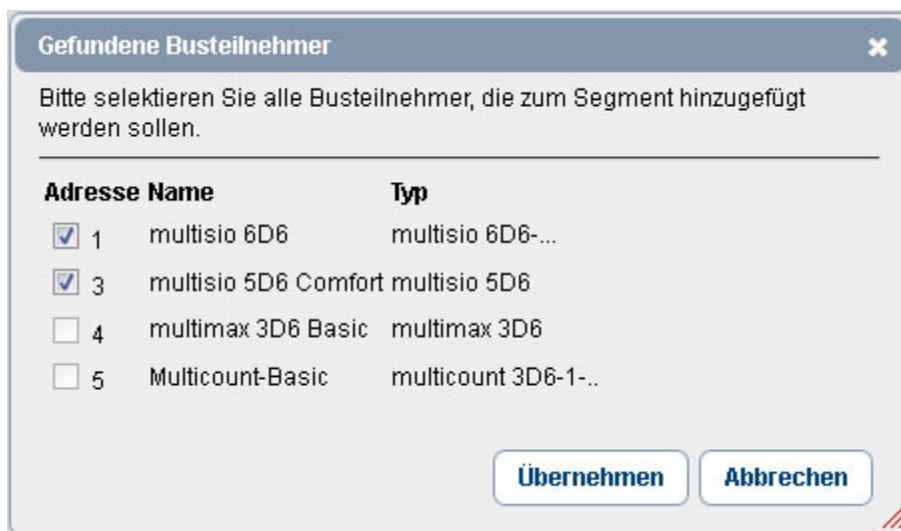 Gefundene Busteilnehmer
Bitte selektieren Sie alle Busteilnehmer, die zum Segment hinzugefügt
werden sollen.
Adresse Name Typ
1 multisio 6D6 multisio 6D6-...
3 multisio 5D6 Comfort multisio 5D6
4 multimax 3D6 Basic multimax 3D6
5 Multicount-Basic multicount 3D6-1-..
Übernehmen Abbrechen